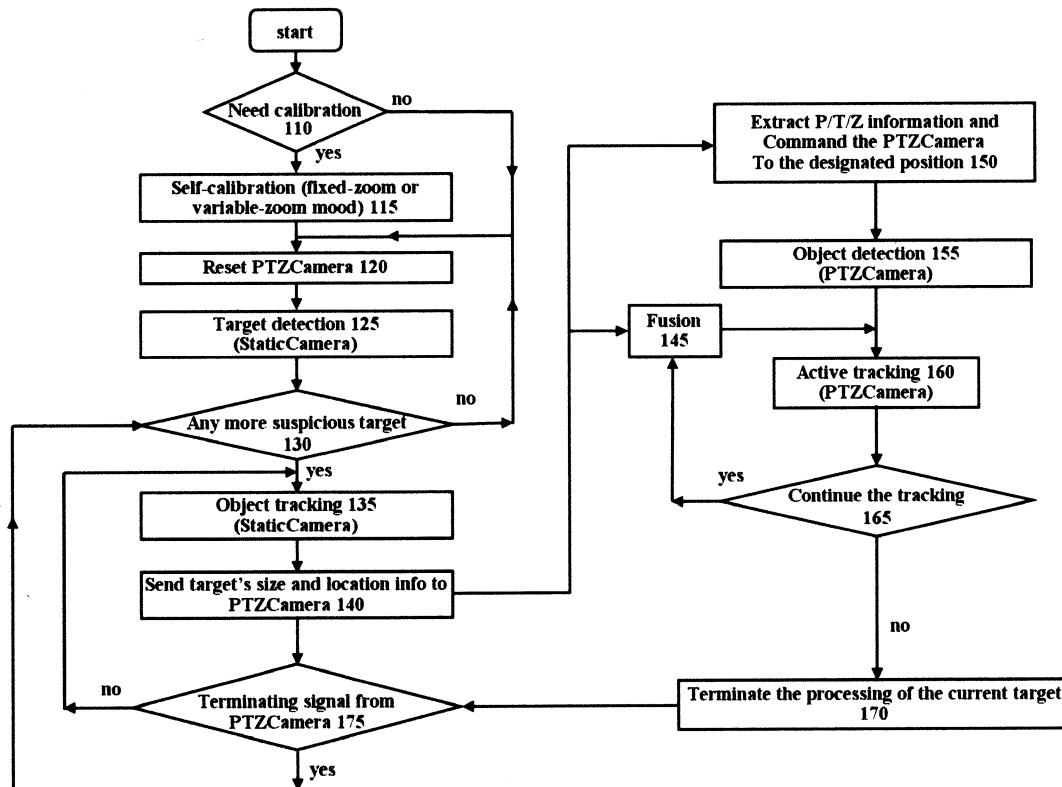 start
Need calibration
110
no
yes
Self-calibration (fixed-zoom or
variable-zoom mood) 115
Reset PTZCamera 120
Target detection 125
(StaticCamera)
Any more suspicious target
130
no
yes
Object tracking 135
(StaticCamera)
Send target's size and location info to
PTZCamera 140
Terminating signal from
PTZCamera 175
no
yes
Extract P/T/Z information and
Command the PTZCamera
To the designated position 150
Object detection 155
(PTZCamera)
Fusion
145
Active tracking 160
(PTZCamera)
yes
Continue the tracking
165
no
Terminate the processing of the current target
170